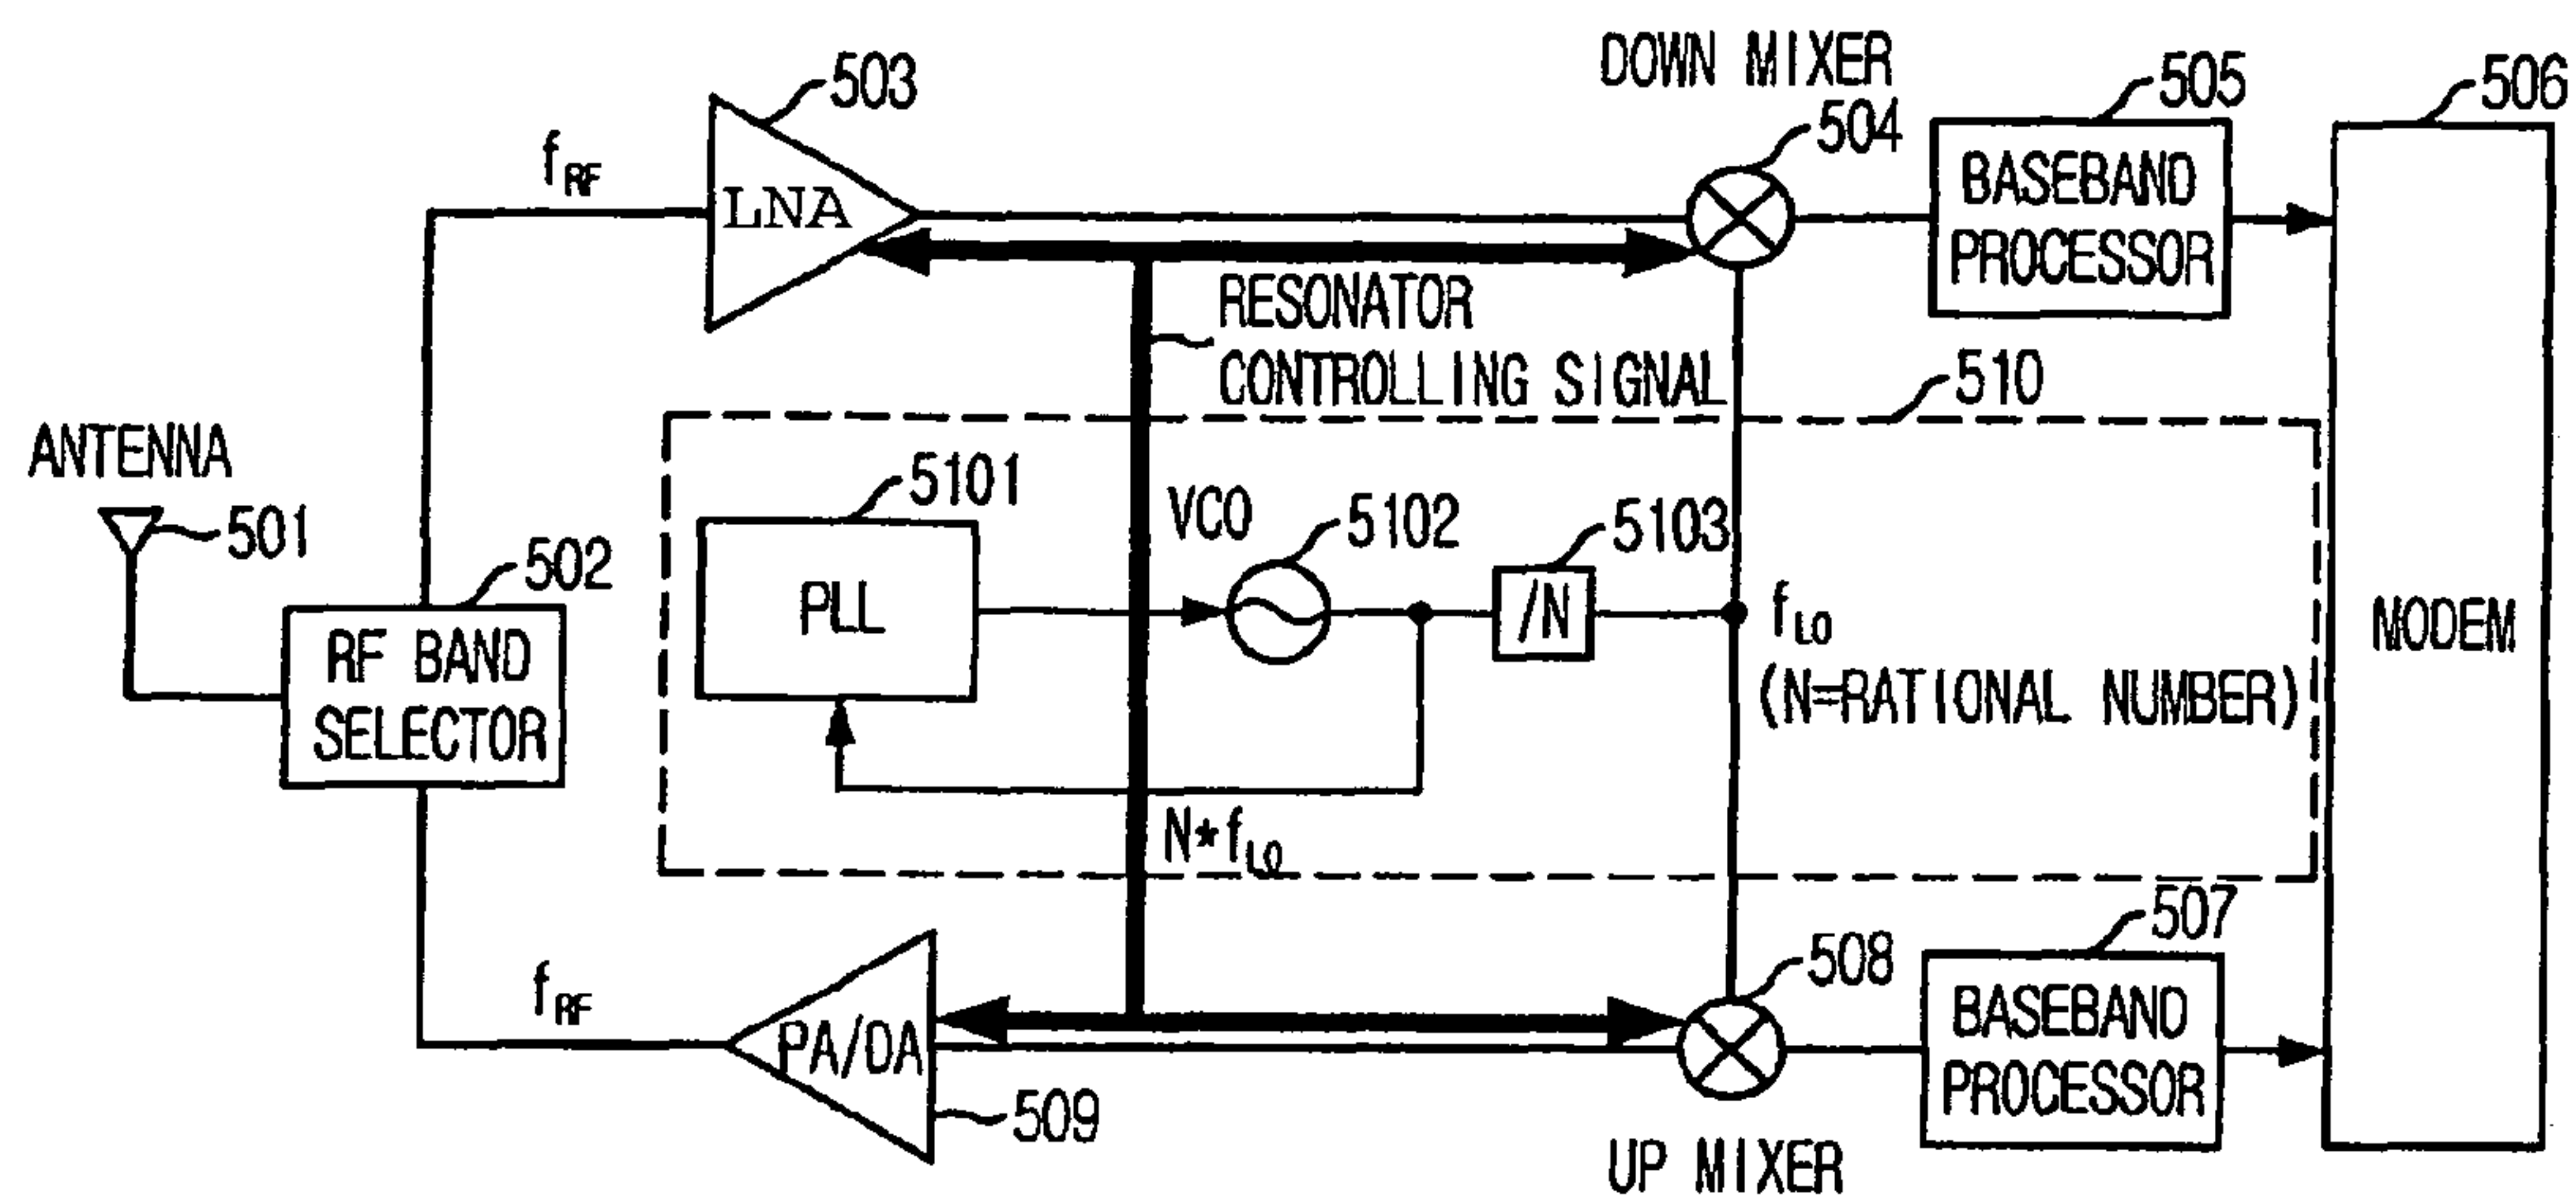 DOWN MIXER
503
504
505
506
fRF
LNA
BASEBAND
PROCESSOR
RESONATOR
CONTROLLING SIGNAL
510
ANTENNA
501
502
RF BAND
SELECTOR
5101
PLL
VCO
5102
5103
/N
fLO
(N=RATIONAL NUMBER)
N*fLO
MODEM
fRF
PA/DA
509
508
UP MIXER
507
BASEBAND
PROCESSOR